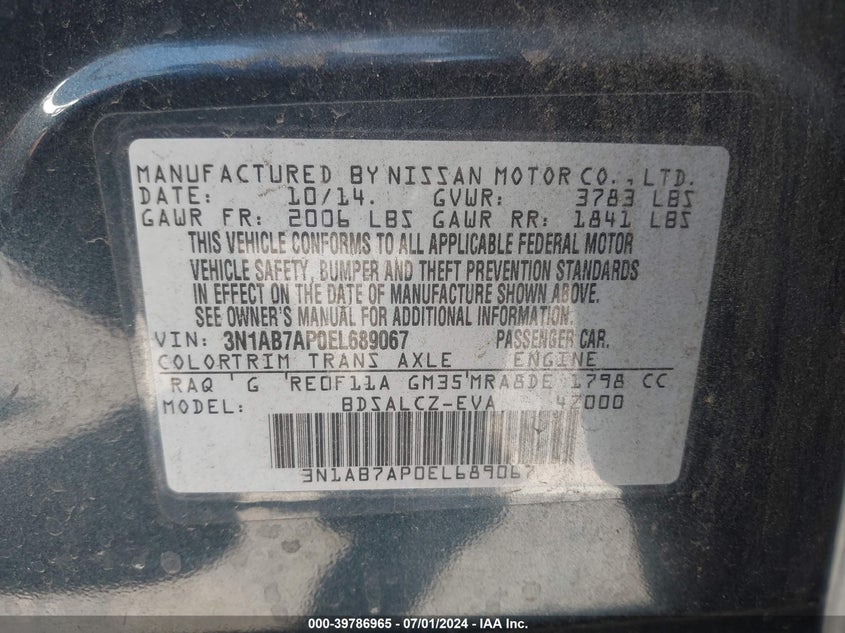 MANUFACTURED BY NISSAN MOTOR CO., LTD.
DATE: 10/14. GVWR: 3783 LBS
GAWR FR: 2006 LBS GAWR RR: 1841 LBS
THIS VEHICLE CONFORMS TO ALL APPLICABLE FEDERAL MOTOR
VEHICLE SAFETY, BUMPER AND THEFT PREVENTION STANDARDS
IN EFFECT ON THE DATE OF MANUFACTURE SHOWN ABOVE.
SEE OWNER'S MANUAL FOR ADDITIONAL INFORMATION.
VIN: 3N1AB7AP0EL689067 PASSENGER CAR.
COLORTRIM TRANS AXLE ENGINE
RAQ G RE0F11A GM35 MRA8DE 1798 CC
MODEL: BDSALCZ-EVA 47000
3N1AB7AP0EL689067
000-39786965 07/01/2024 - IAAI.COM